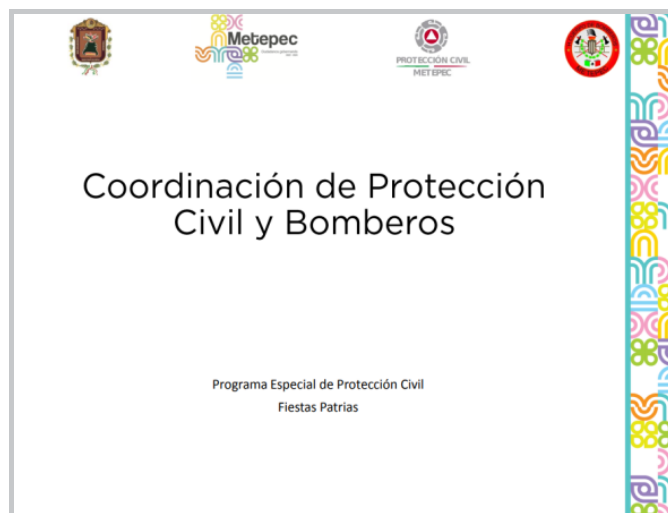 Metepec
PROTECCIÓN CIVIL
METEPEC
Coordinación de Protección
Civil y Bomberos
Programa Especial de Protección Civil
Fiestas Patrias